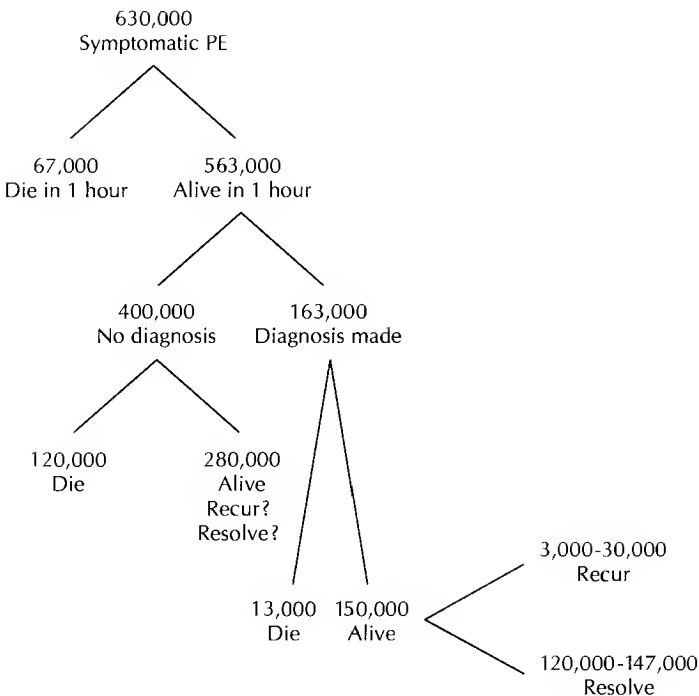 630,000
Symptomatic PE
67,000
Die in 1 hour
563,000
Alive in 1 hour
400,000
No diagnosis
163,000
Diagnosis made
120,000
Die
280,000
Alive
Recur?
Resolve?
13,000
Die
150,000
Alive
3,000-30,000
Recur
120,000-147,000
Resolve